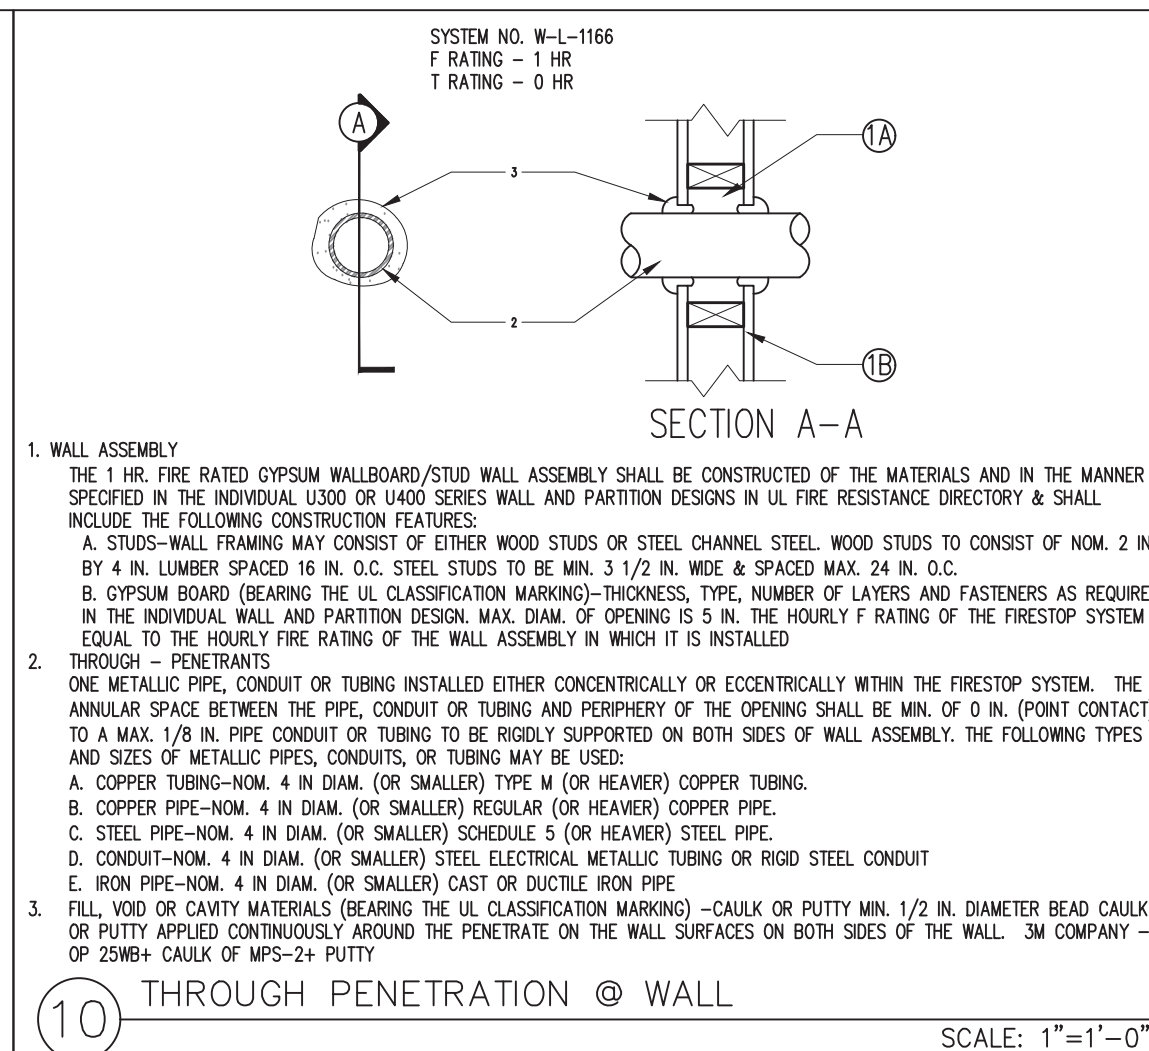 SYSTEM NO. W-L-1166
F RATING - 1 HR
T RATING - 0 HR
A
3
1A
2
1B
SECTION A-A
1. WALL ASSEMBLY
THE 1 HR. FIRE RATED GYPSUM WALLBOARD/STUD WALL ASSEMBLY SHALL BE CONSTRUCTED OF THE MATERIALS AND IN THE MANNER
SPECIFIED IN THE INDIVIDUAL U300 OR U400 SERIES WALL AND PARTITION DESIGNS IN UL FIRE RESISTANCE DIRECTORY & SHALL
INCLUDE THE FOLLOWING CONSTRUCTION FEATURES:
A. STUDS-WALL FRAMING MAY CONSIST OF EITHER WOOD STUDS OR STEEL CHANNEL STEEL. WOOD STUDS TO CONSIST OF NOM. 2 IN
BY 4 IN. LUMBER SPACED 16 IN. O.C. STEEL STUDS TO BE MIN. 3 1/2 IN. WIDE & SPACED MAX. 24 IN. O.C.
B. GYPSUM BOARD (BEARING THE UL CLASSIFICATION MARKING)-THICKNESS, TYPE, NUMBER OF LAYERS AND FASTENERS AS REQUIRE
IN THE INDIVIDUAL WALL AND PARTITION DESIGN. MAX. DIAM. OF OPENING IS 5 IN. THE HOURLY F RATING OF THE FIRESTOP SYSTEM
EQUAL TO THE HOURLY FIRE RATING OF THE WALL ASSEMBLY IN WHICH IT IS INSTALLED
2. THROUGH - PENETRANTS
ONE METALLIC PIPE, CONDUIT OR TUBING INSTALLED EITHER CONCENTRICALLY OR ECCENTRICALLY WITHIN THE FIRESTOP SYSTEM. THE
ANNULAR SPACE BETWEEN THE PIPE, CONDUIT OR TUBING AND PERIPHERY OF THE OPENING SHALL BE MIN. OF 0 IN. (POINT CONTACT)
TO A MAX. 1/8 IN. PIPE CONDUIT OR TUBING TO BE RIGIDLY SUPPORTED ON BOTH SIDES OF WALL ASSEMBLY. THE FOLLOWING TYPES
AND SIZES OF METALLIC PIPES, CONDUITS, OR TUBING MAY BE USED:
A. COPPER TUBING-NOM. 4 IN DIAM. (OR SMALLER) TYPE M (OR HEAVIER) COPPER TUBING.
B. COPPER PIPE-NOM. 4 IN DIAM. (OR SMALLER) REGULAR (OR HEAVIER) COPPER PIPE.
C. STEEL PIPE-NOM. 4 IN DIAM. (OR SMALLER) SCHEDULE 5 (OR HEAVIER) STEEL PIPE.
D. CONDUIT-NOM. 4 IN DIAM. (OR SMALLER) STEEL ELECTRICAL METALLIC TUBING OR RIGID STEEL CONDUIT
E. IRON PIPE-NOM. 4 IN DIAM. (OR SMALLER) CAST OR DUCTILE IRON PIPE
3. FILL, VOID OR CAVITY MATERIALS (BEARING THE UL CLASSIFICATION MARKING) -CAULK OR PUTTY MIN. 1/2 IN. DIAMETER BEAD CAULK
OR PUTTY APPLIED CONTINUOUSLY AROUND THE PENETRATE ON THE WALL SURFACES ON BOTH SIDES OF THE WALL. 3M COMPANY -
OP 25WB+ CAULK OF MPS-2+ PUTTY
10 THROUGH PENETRATION @ WALL
SCALE: 1"=1'-0"